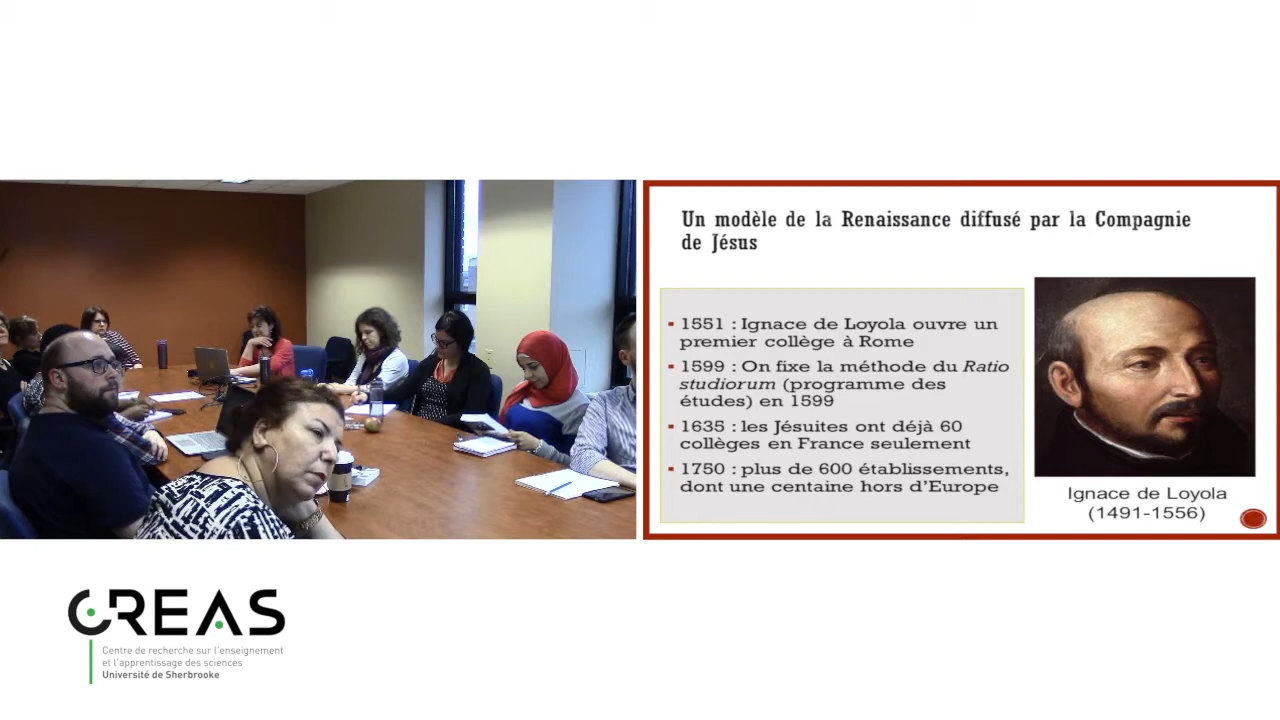 Un modèle de la Renaissance diffusé par la Compagnie
de Jésus
1551 : Ignace de Loyola ouvre un
premier collège à Rome
1599 : On fixe la méthode du Ratio
studiorum (programme des
études) en 1599
1635 : les Jésuites ont déjà 60
collèges en France seulement
1750 : plus de 600 établissements,
dont une centaine hors d'Europe
Ignace de Loyola
(1491-1556)
CREAS
Centre de recherche sur l'enseignement
et l'apprentissage des sciences
Université de Sherbrooke